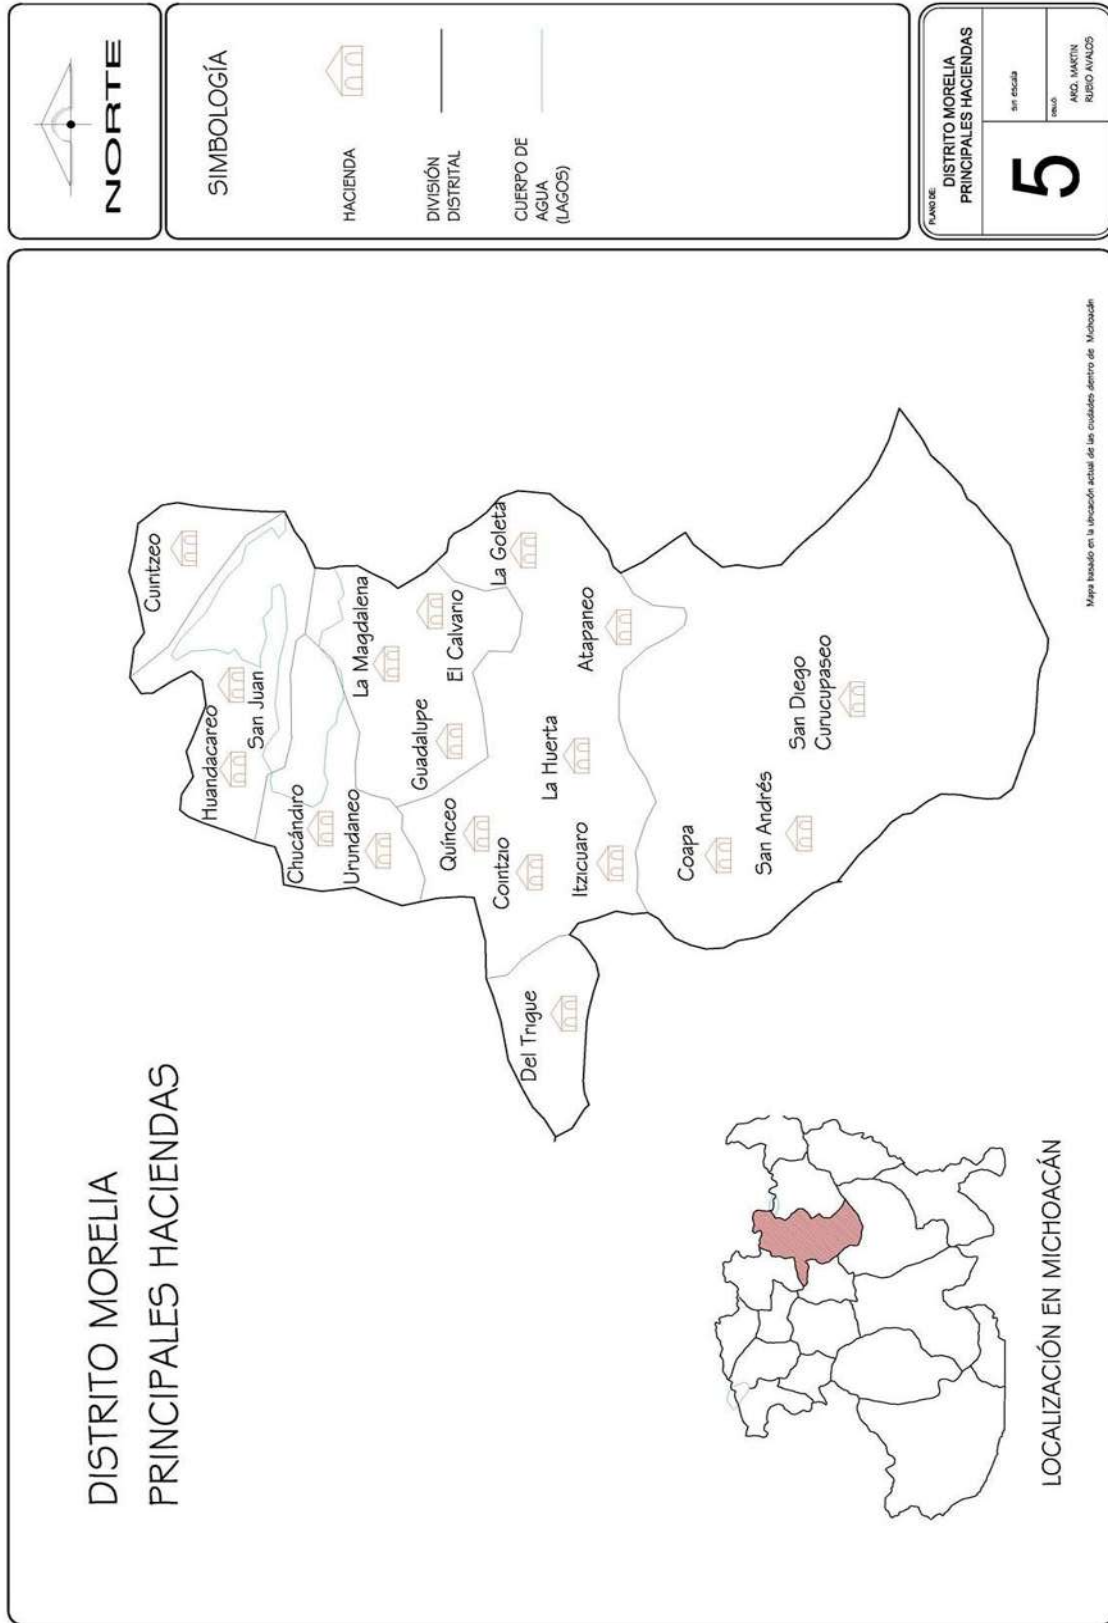 DISTRITO MORELIA
PRINCIPALES HACIENDAS
Cuiritzeo
Huandacareo
San Juan
Chucándiro
Urundaneo
La Magdalena
El Calvario
Guadalupe
La Goleta
Quinceo
Cointzio
La Huerta
Atapaneo
Itzicuaro
Del Trigue
Coapa
San Andrés
San Diego
Curucupaseo
LOCALIZACIÓN EN MICHOACÁN
Mapa basado en la ubicación actual de las ciudades dentro de Michoacán
NORTE
SIMBOLOGÍA
HACIENDA
DIVISIÓN
DISTRITAL
CUERPO DE
AGUA
(LAGOS)
PLANO DE:
DISTRITO MORELIA
PRINCIPALES HACIENDAS
5
sin escala
ARQ. MARTIN
RUBIO AVALOS